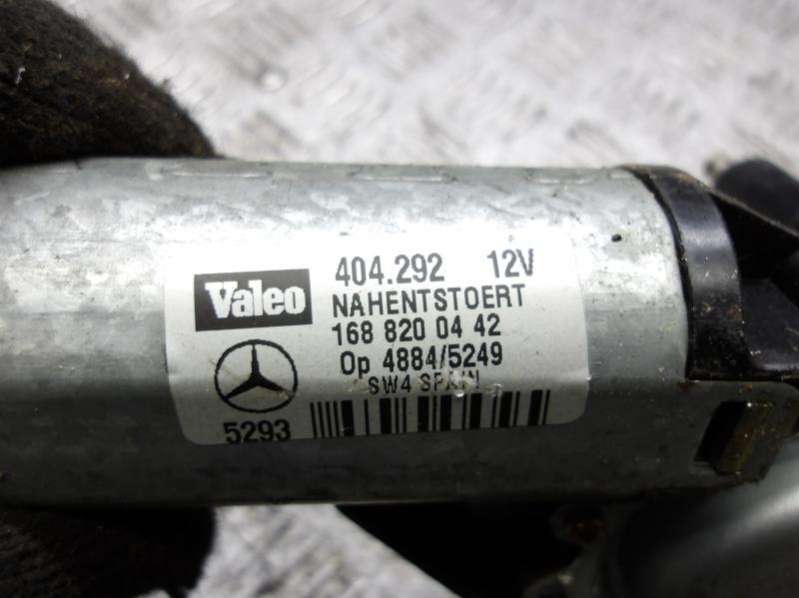 Valeo
404.292 12V
NAHENTSTOERT
168 820 04 42
Op 4884/5249
SW4 SPAIN
5293